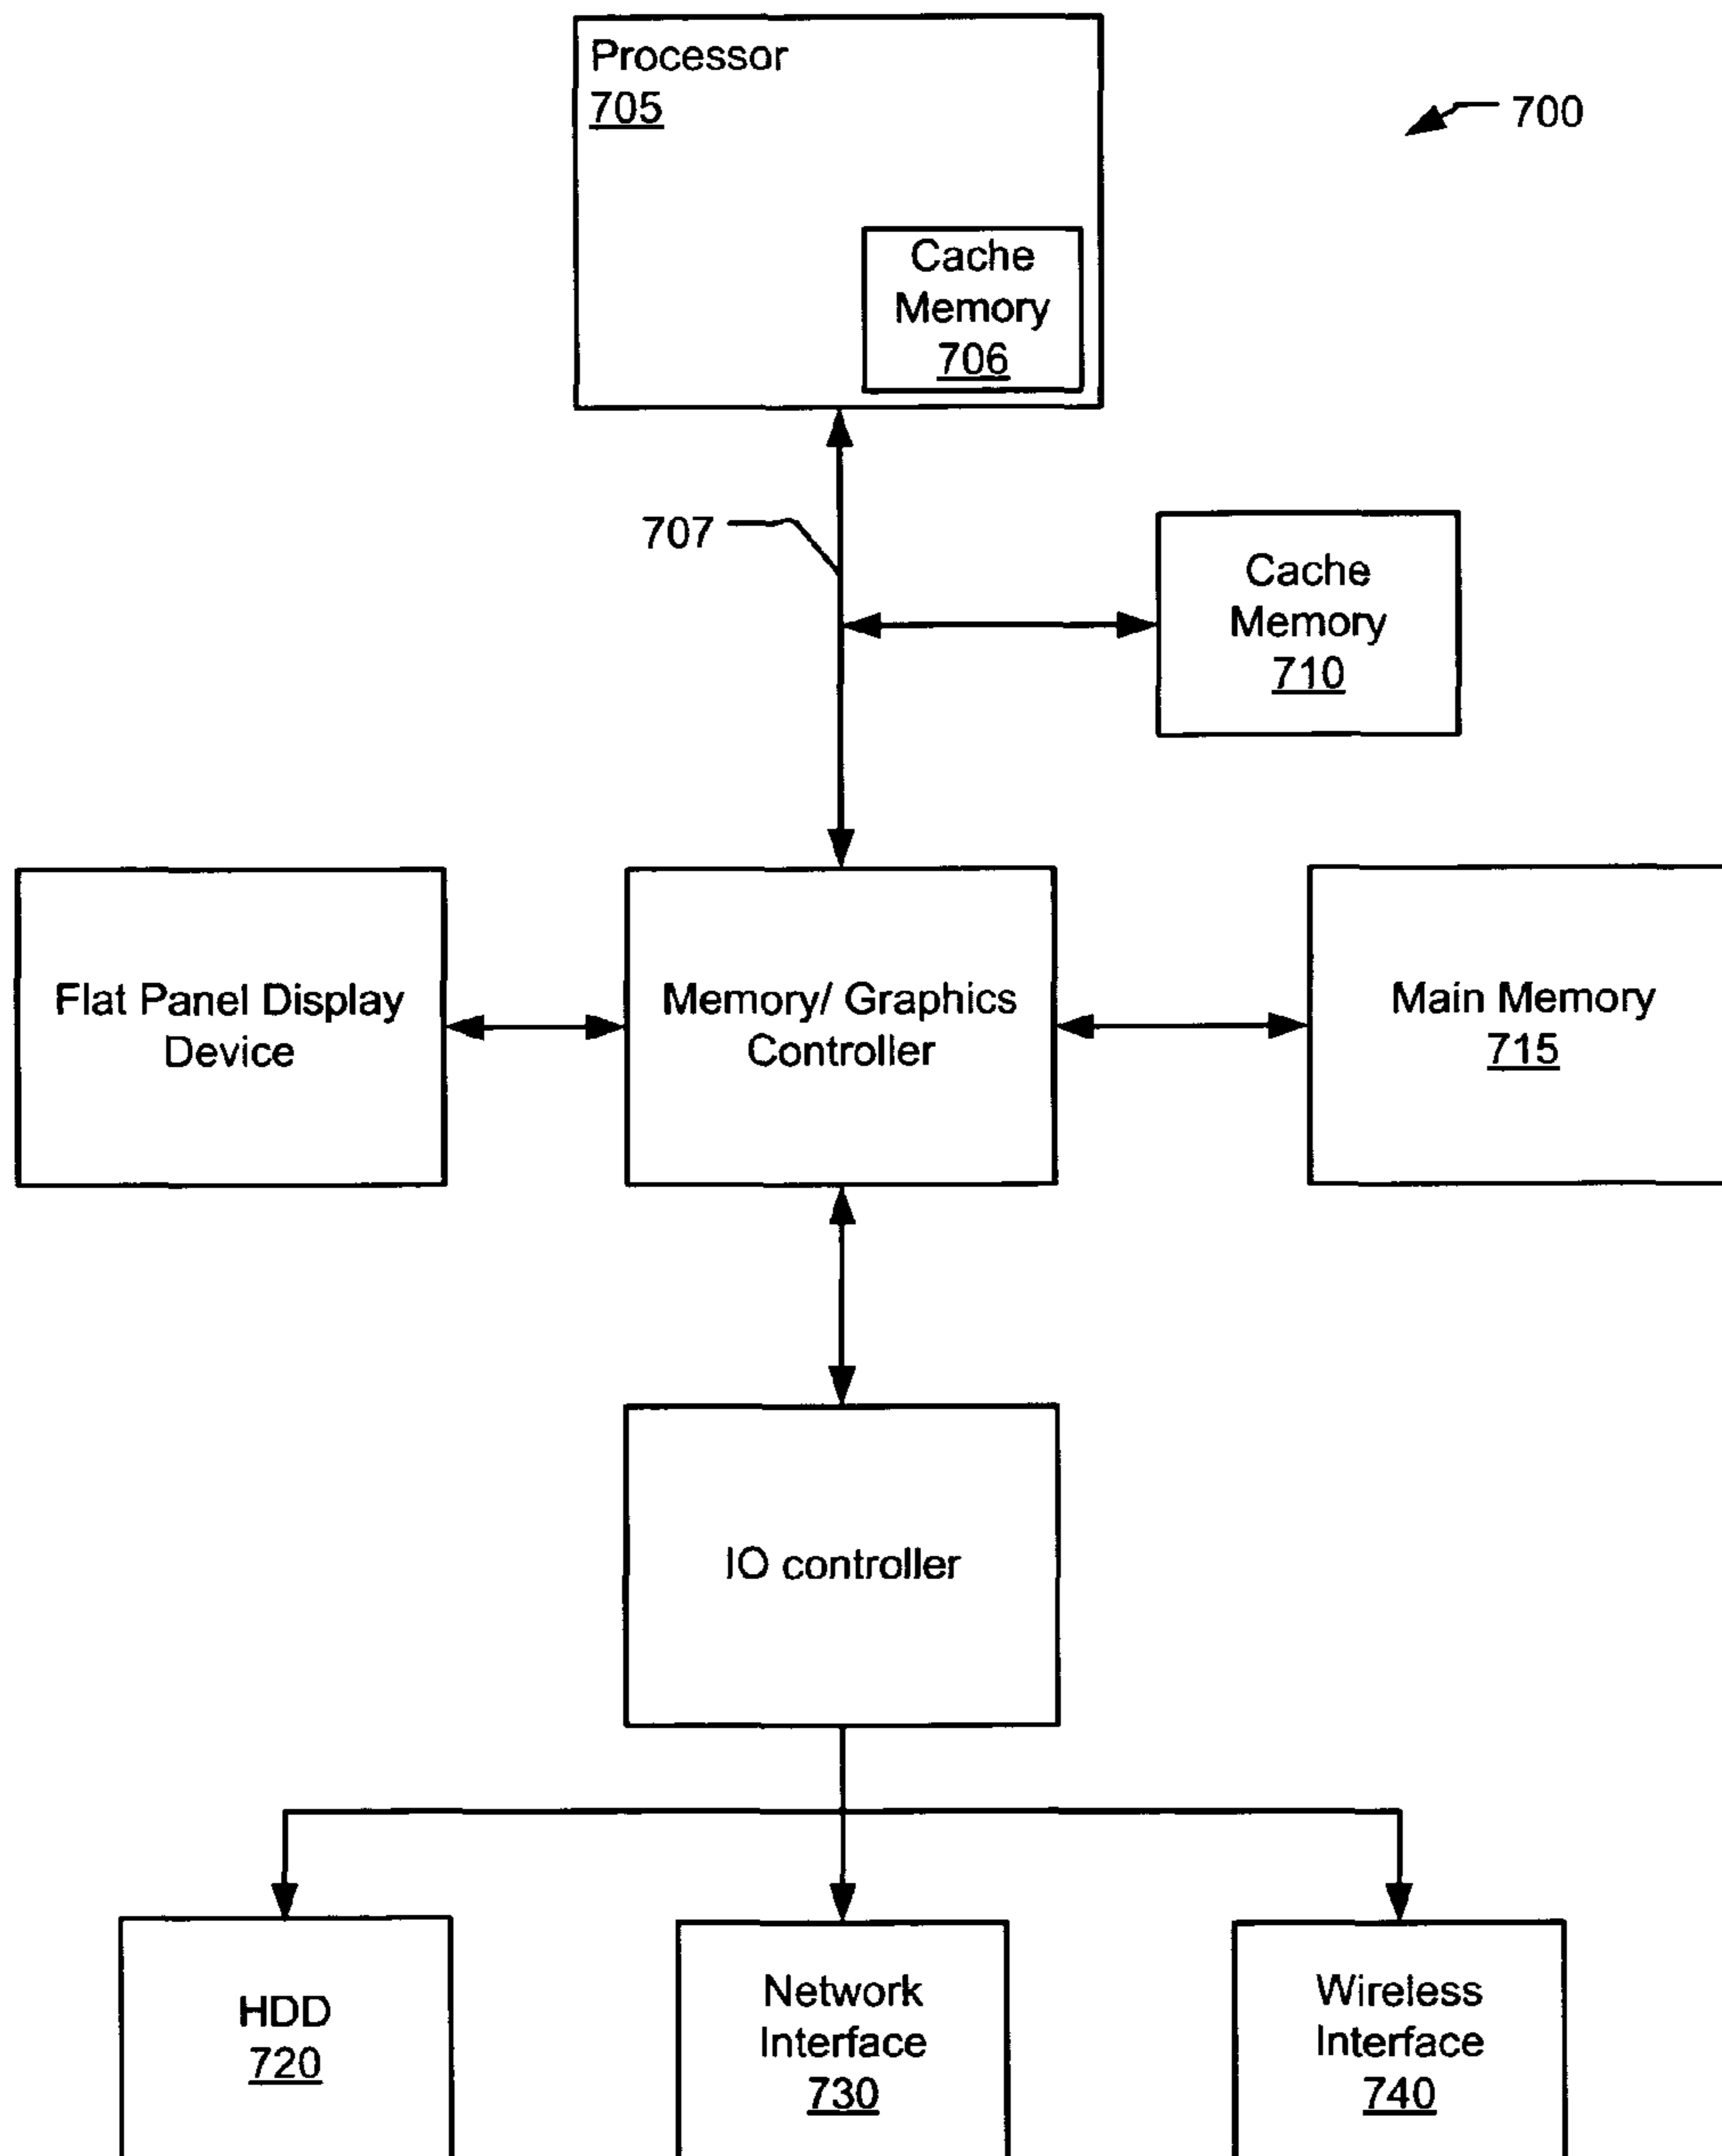 Processor
705
700
Cache
Memory
706
707
Cache
Memory
710
Flat Panel Display
Device
Memory/ Graphics
Controller
Main Memory
715
IO controller
HDD
720
Network
Interface
730
Wireless
Interface
740